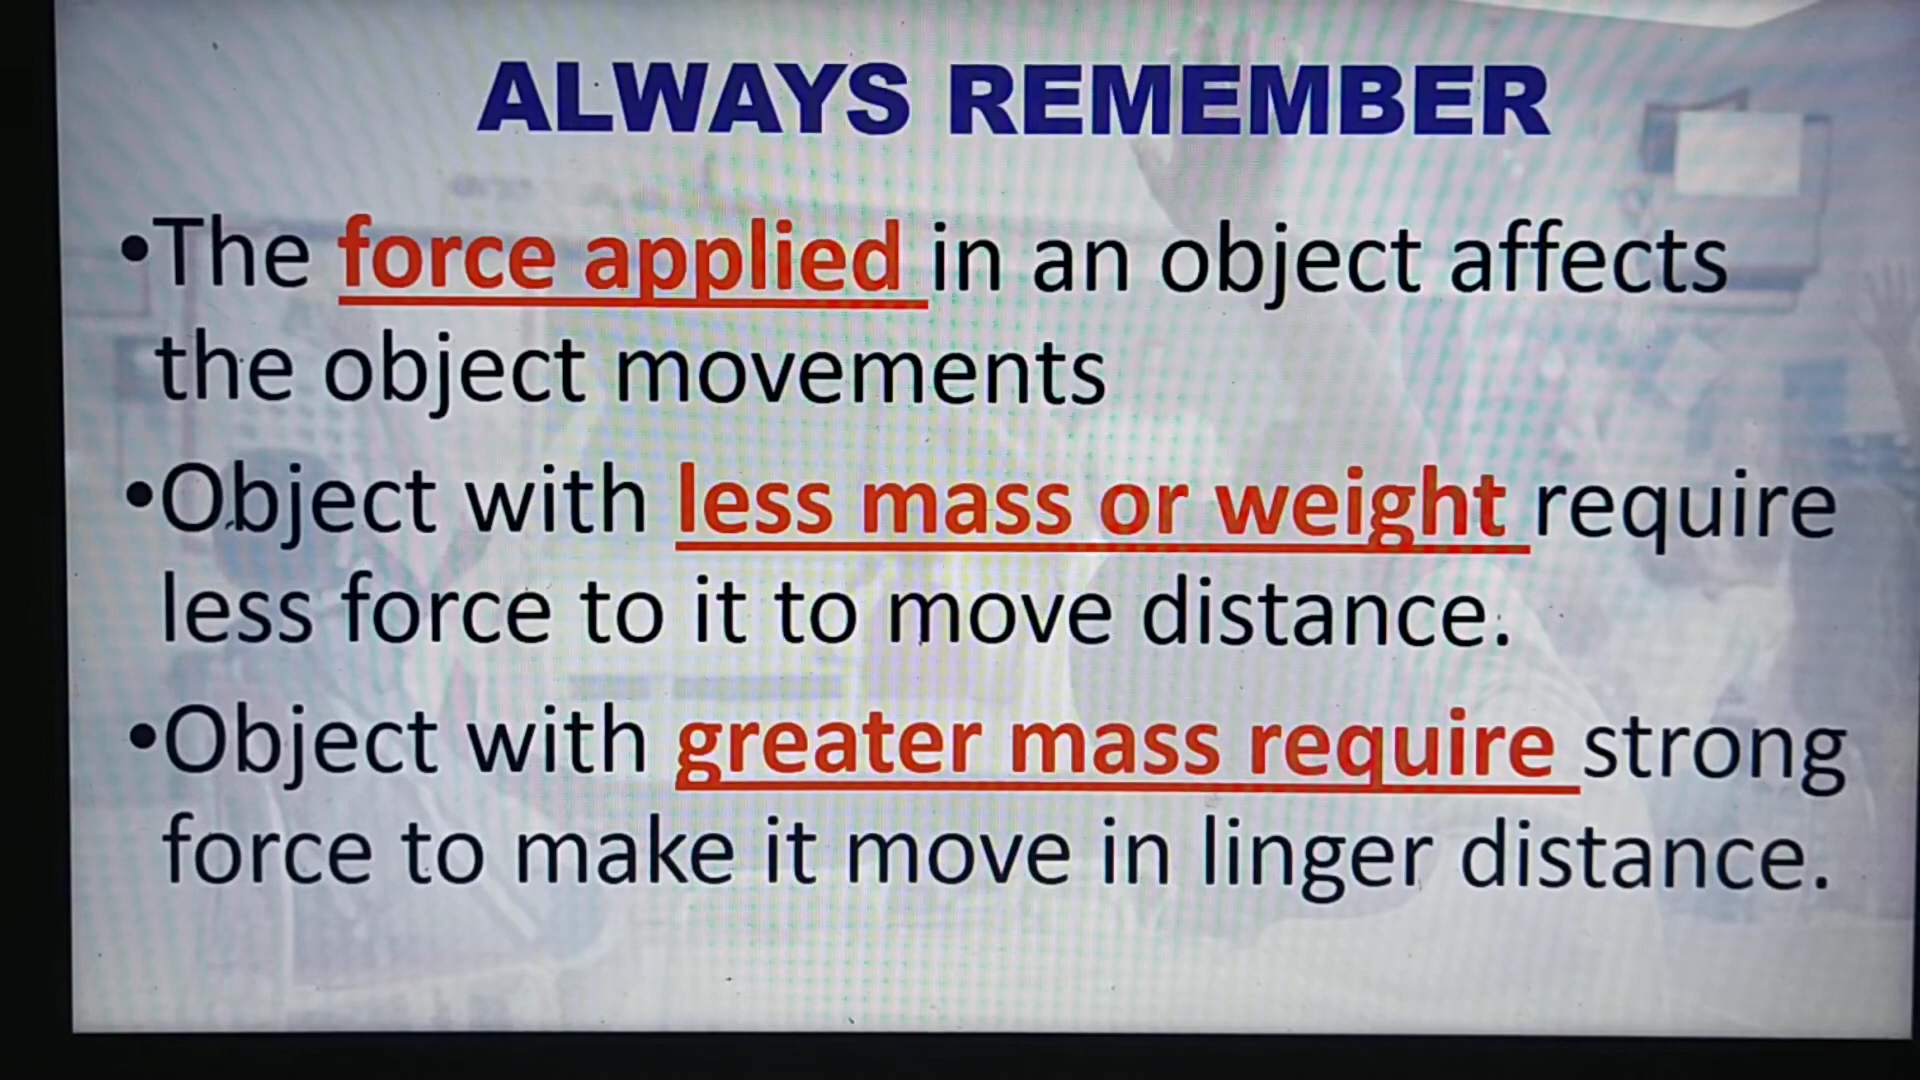 ALWAYS REMEMBER
•The force applied in an object affects
the object movements
•Object with less mass or weight require
less force to it to move distance.
•Object with greater mass require strong
force to make it move in linger distance.